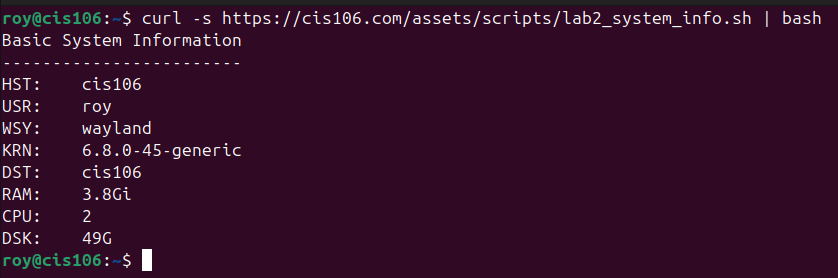 roy@cis106:~$ curl -s https://cis106.com/assets/scripts/lab2_system_info.sh | bash
Basic System Information
------------------------
HST:    cis106
USR:    roy
WSY:    wayland
KRN:    6.8.0-45-generic
DST:    cis106
RAM:    3.8Gi
CPU:    2
DSK:    49G
roy@cis106:~$